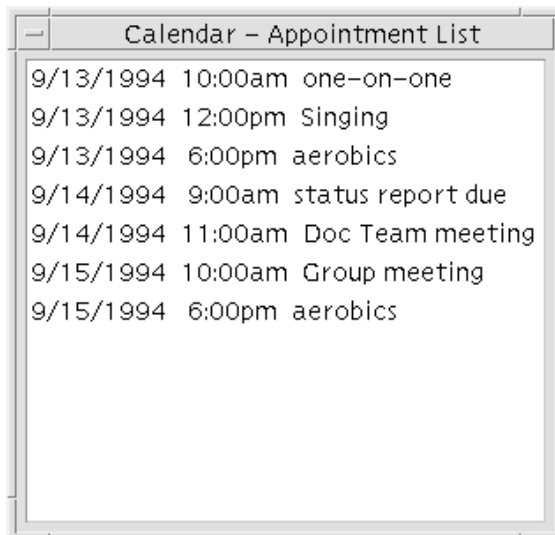 Calendar – Appointment List
9/13/1994 10:00am one–on–one
9/13/1994 12:00pm Singing
9/13/1994 6:00pm aerobics
9/14/1994 9:00am status report due
9/14/1994 11:00am Doc Team meeting
9/15/1994 10:00am Group meeting
9/15/1994 6:00pm aerobics